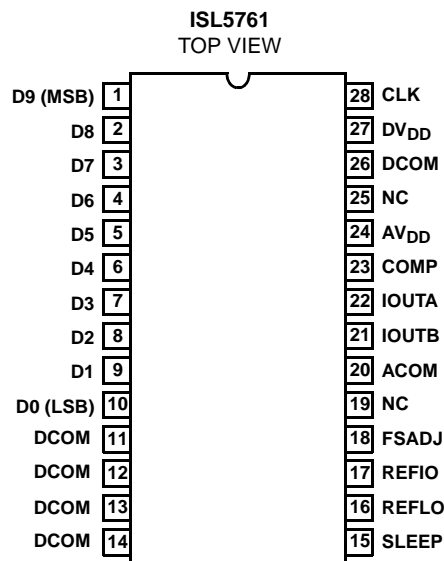 ISL5761
TOP VIEW
D9 (MSB) 1 28 CLK
D8 2 27 DVDD
D7 3 26 DCOM
D6 4 25 NC
D5 5 24 AVDD
D4 6 23 COMP
D3 7 22 IOUTA
D2 8 21 IOUTB
D1 9 20 ACOM
D0 (LSB) 10 19 NC
DCOM 11 18 FSADJ
DCOM 12 17 REFIO
DCOM 13 16 REFLO
DCOM 14 15 SLEEP